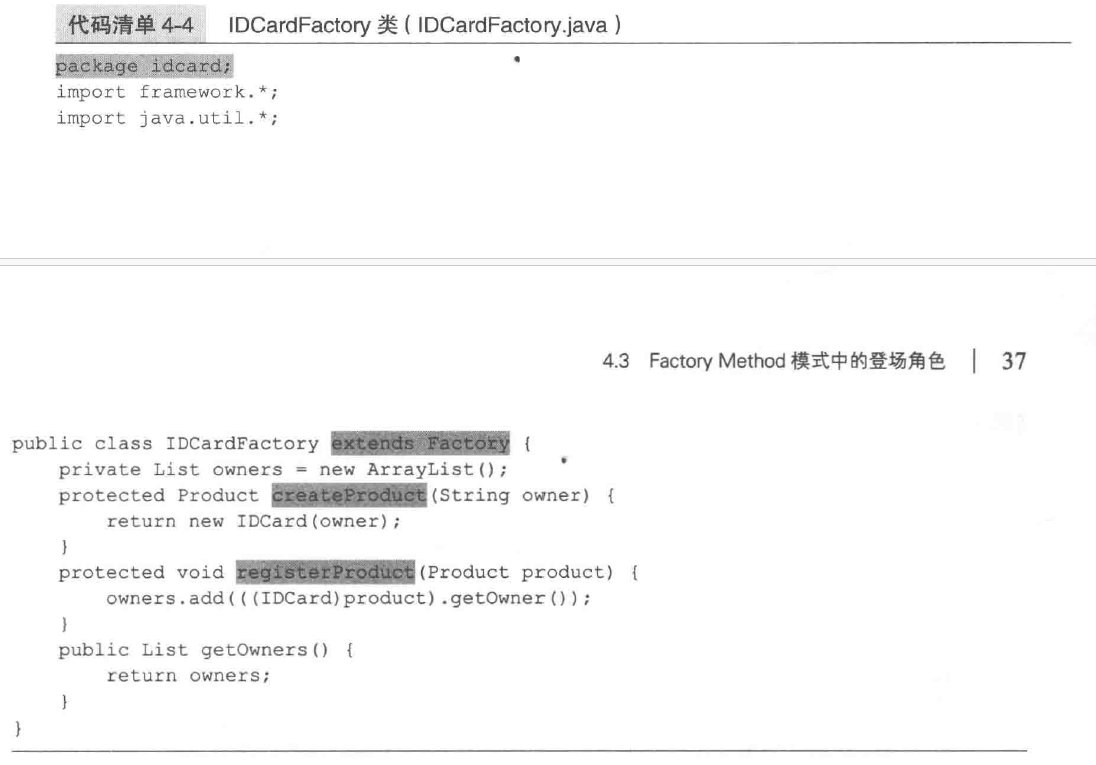 代码清单 4-4 IDCardFactory 类 ( IDCardFactory.java )
package idcard;
import framework.*;
import java.util.*;
4.3 Factory Method 模式中的登场角色 | 37
public class IDCardFactory extends Factory {
    private List owners = new ArrayList();
    protected Product createProduct(String owner) {
        return new IDCard(owner);
    }
    protected void registerProduct(Product product) {
        owners.add(((IDCard)product).getOwner());
    }
    public List getOwners() {
        return owners;
    }
}